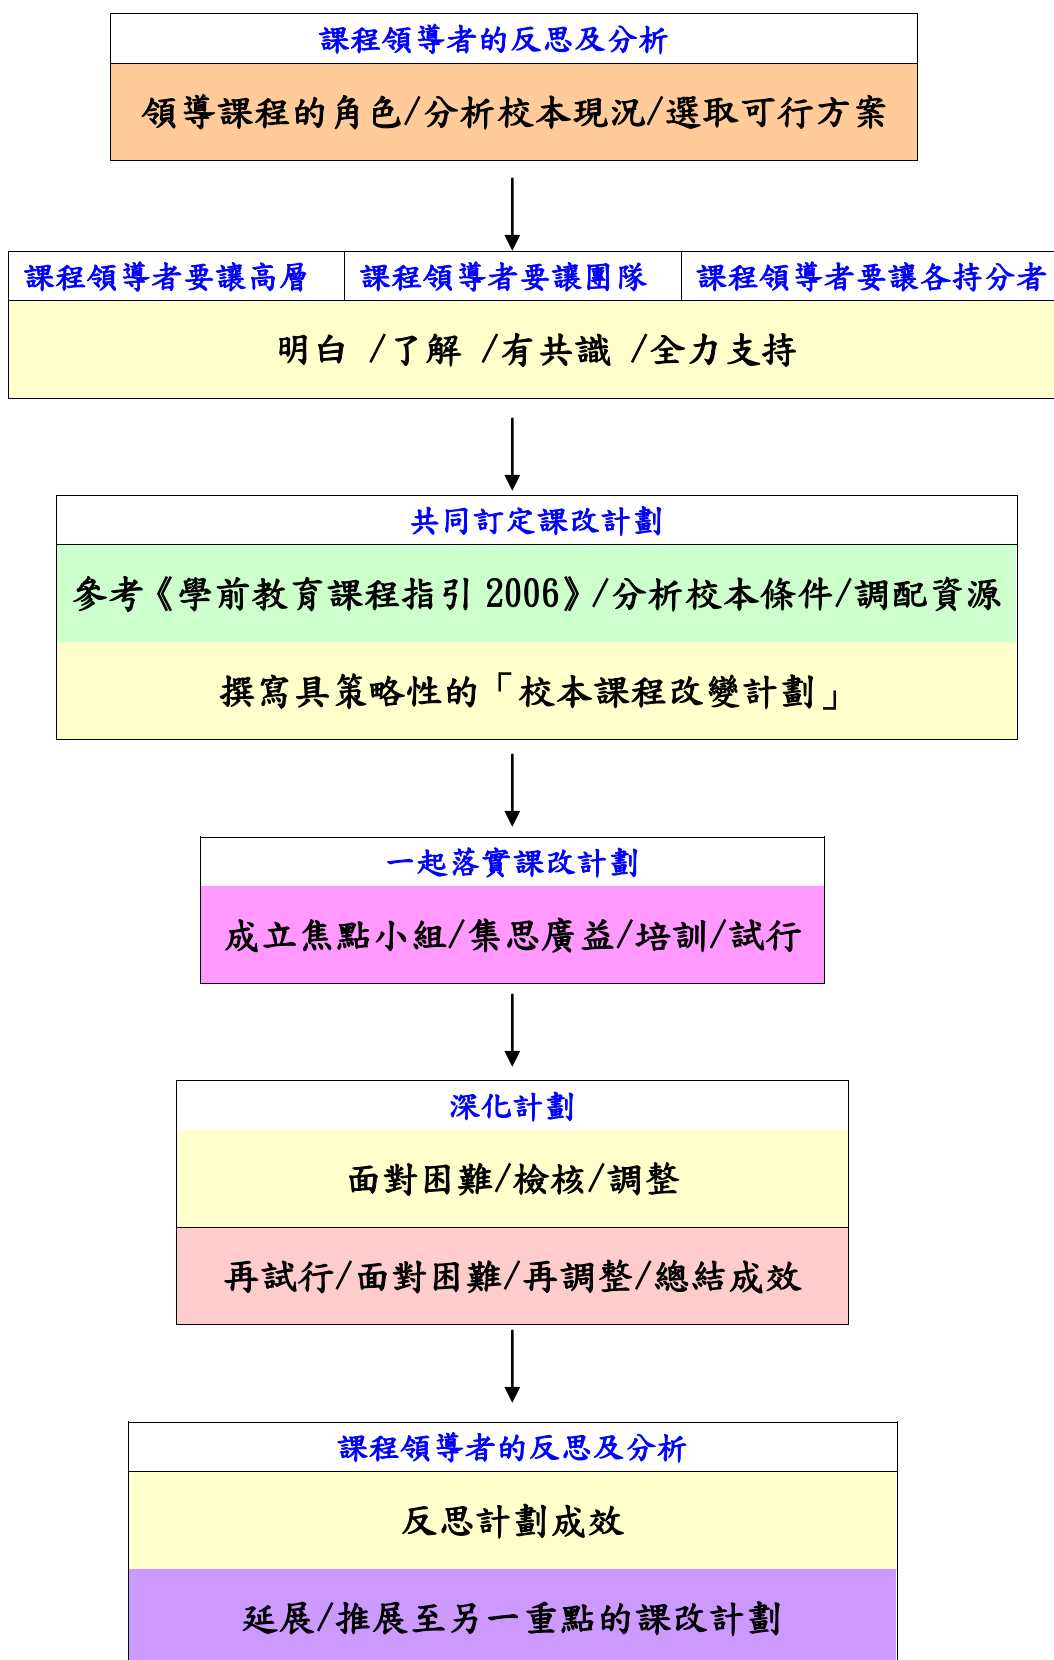 課程領導者的反思及分析
領導課程的角色/分析校本現況/選取可行方案
課程領導者要讓高層
課程領導者要讓團隊
課程領導者要讓各持分者
明白 /了解 /有共識 /全力支持
共同訂定課改計劃
參考《學前教育課程指引 2006》/分析校本條件/調配資源
撰寫具策略性的「校本課程改變計劃」
一起落實課改計劃
成立焦點小組/集思廣益/培訓/試行
深化計劃
面對困難/檢核/調整
再試行/面對困難/再調整/總結成效
課程領導者的反思及分析
反思計劃成效
延展/推展至另一重點的課改計劃